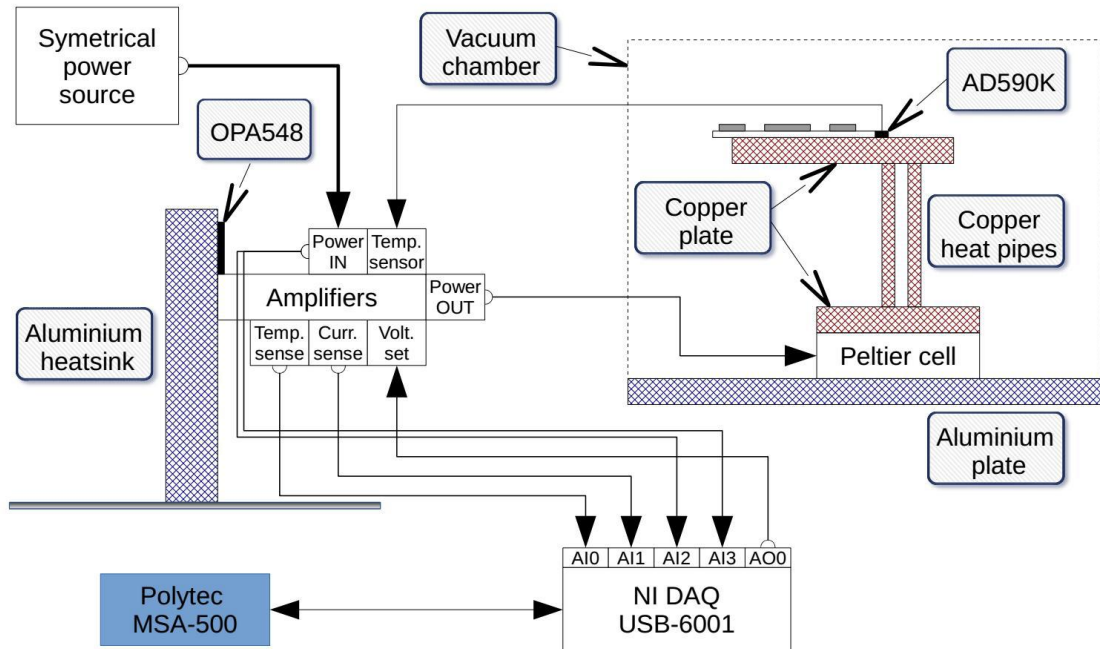 Symetrical
power
source
OPA548
Vacuum
chamber
AD590K
Copper
plate
Copper
heat pipes
Power
IN
Temp.
sensor
Amplifiers
Power
OUT
Temp.
sense
Curr.
sense
Volt.
set
Aluminium
heatsink
Peltier cell
Aluminium
plate
AI0
AI1
AI2
AI3
AO0
NI DAQ
USB-6001
Polytec
MSA-500